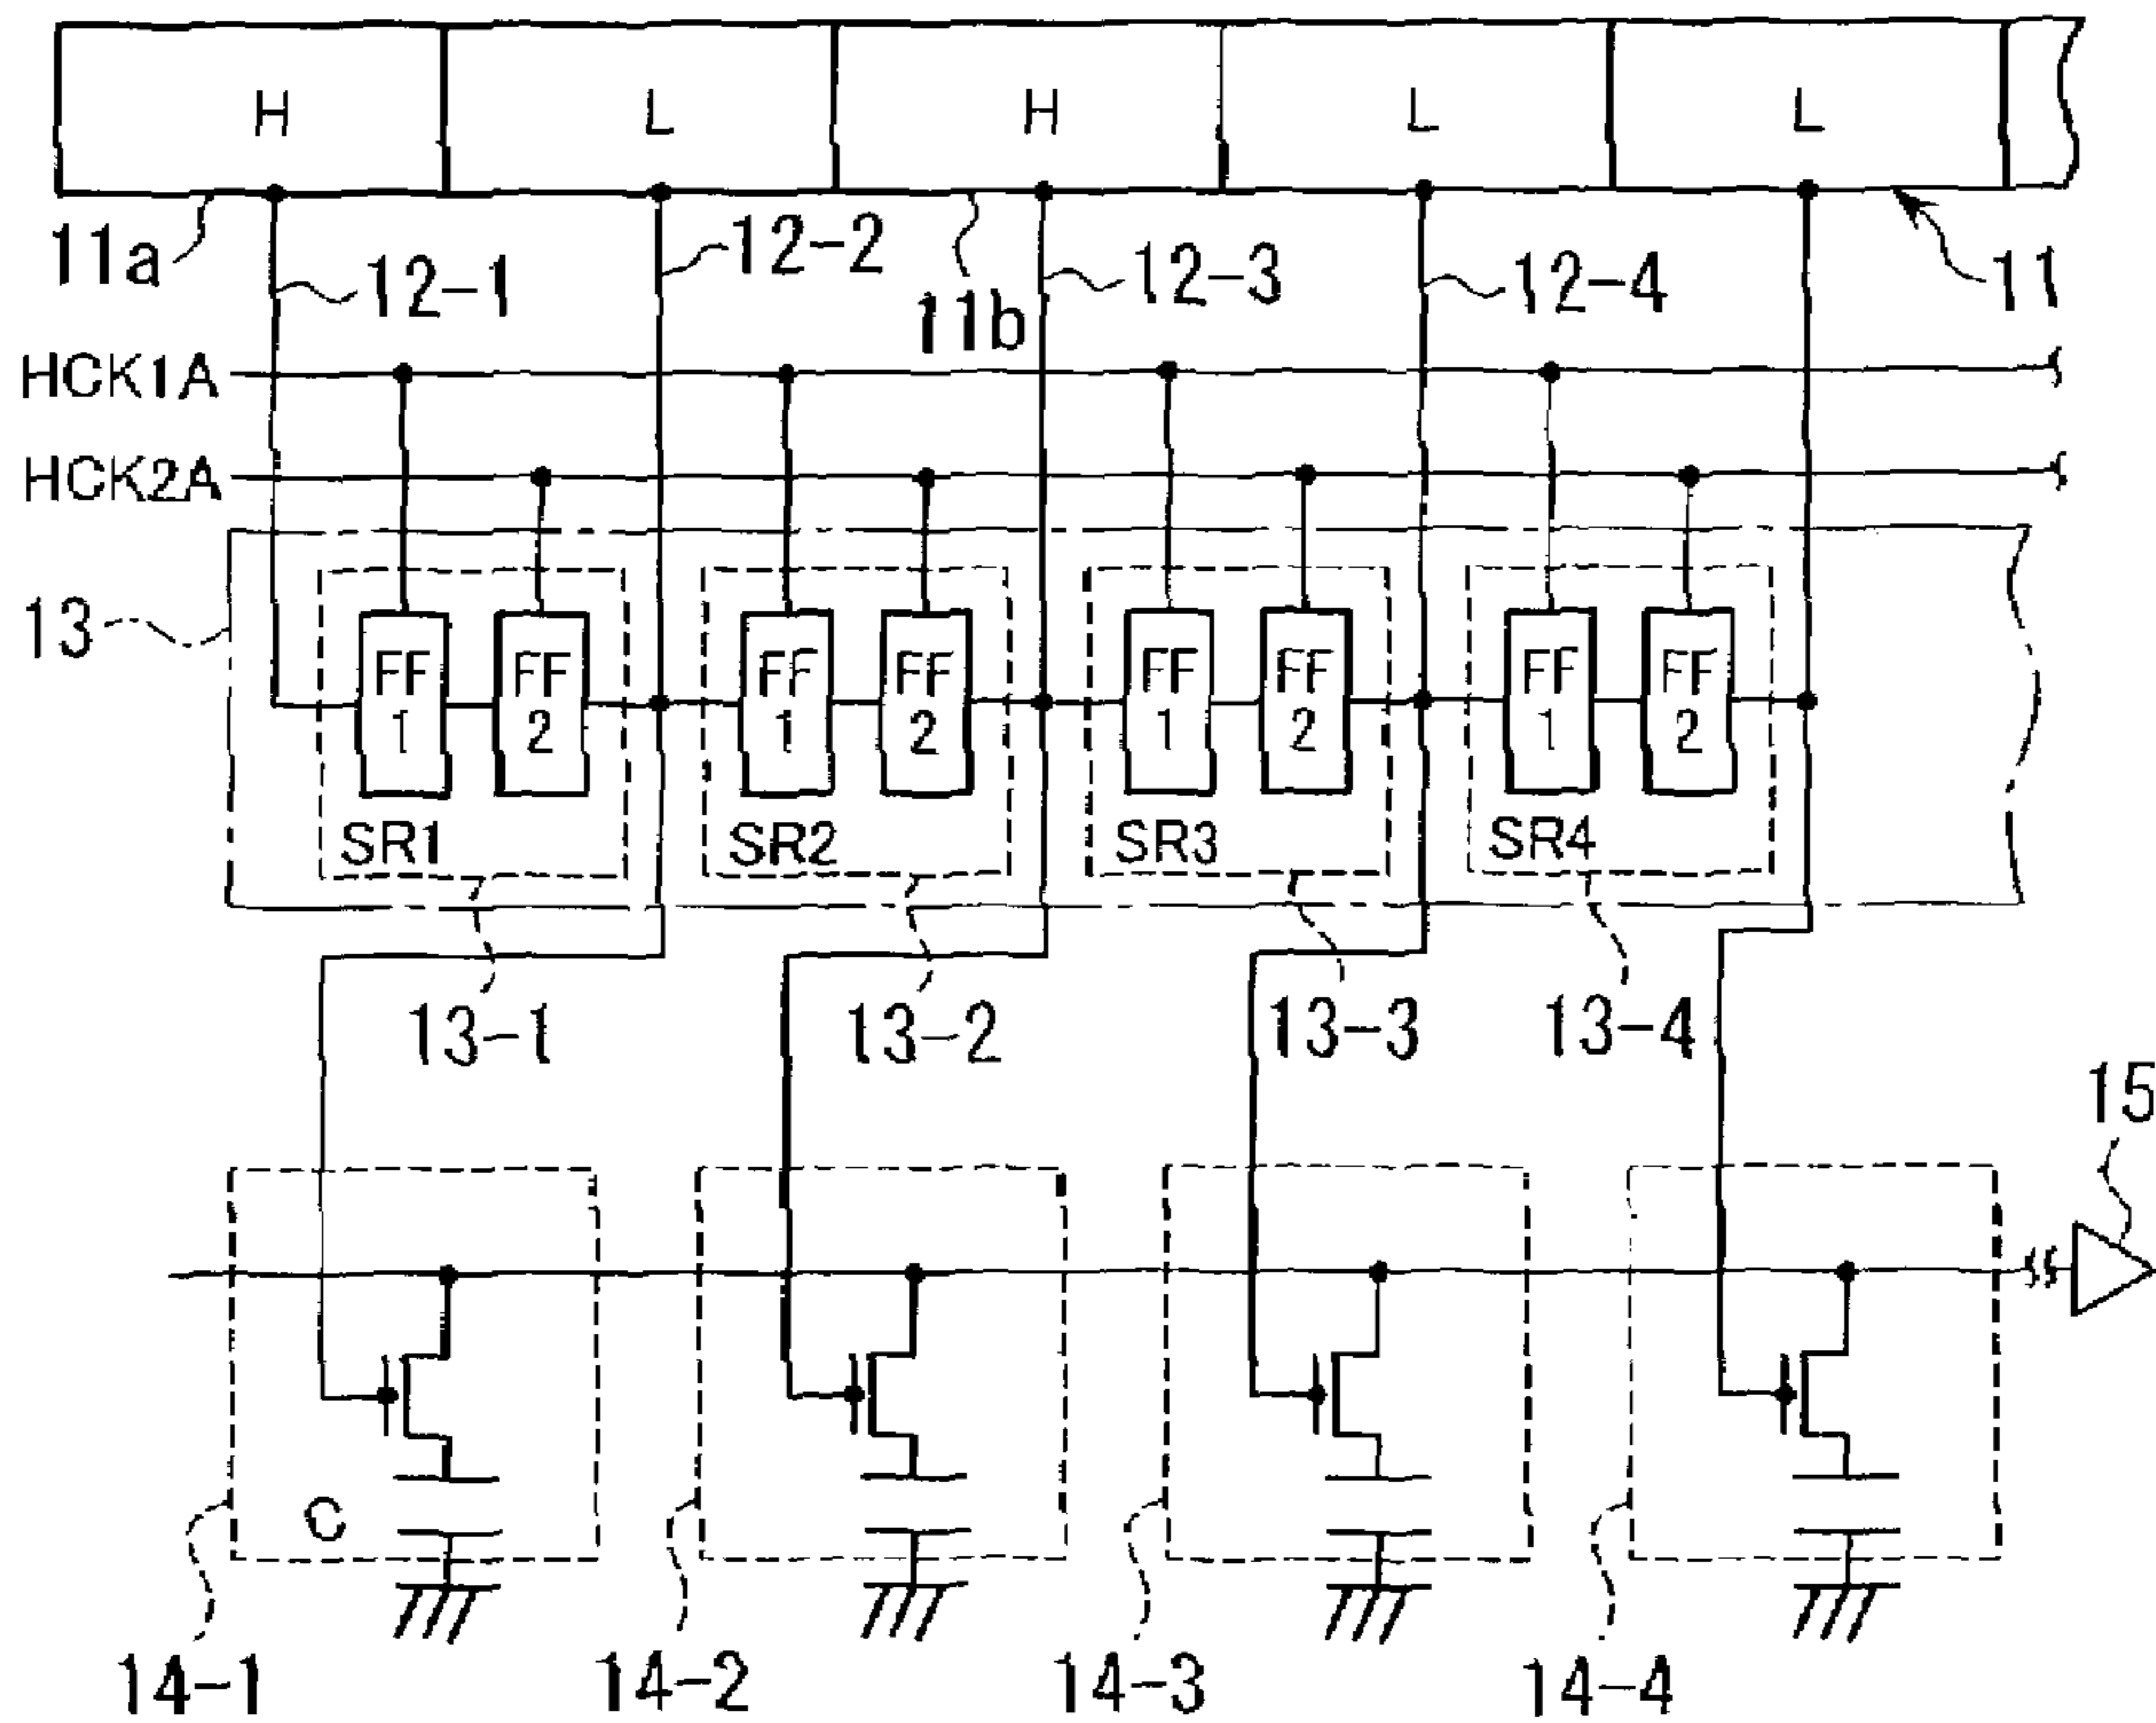 H L H L L
11a 12-1 12-2 11b 12-3 12-4 11
HCK1A
HCK2A
13
FF 1 FF 2 FF 1 FF 2 FF 1 FF 2 FF 1 FF 2
SR1 SR2 SR3 SR4
13-1 13-2 13-3 13-4
15
C
14-1 14-2 14-3 14-4